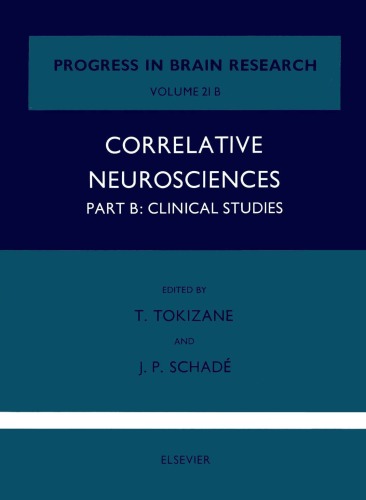 PROGRESS IN BRAIN RESEARCH
VOLUME 21 B
CORRELATIVE
NEUROSCIENCES
PART B: CLINICAL STUDIES
EDITED BY
T. TOKIZANE
AND
J. P. SCHADÉ
ELSEVIER